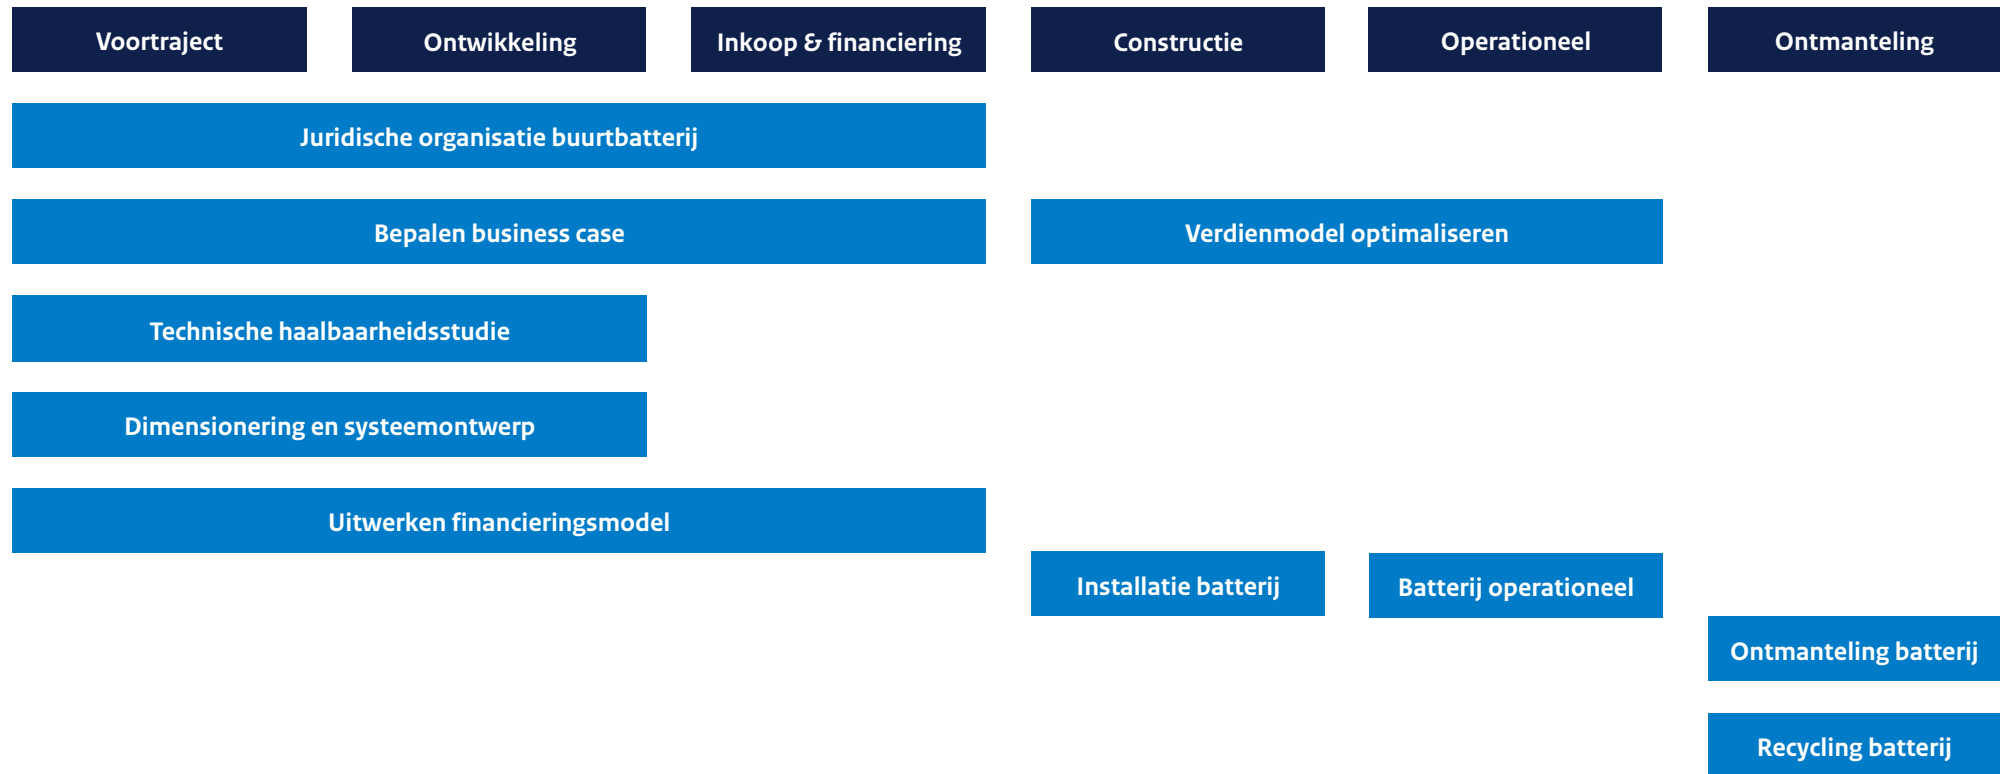 Voortraject
Ontwikkeling
Inkoop & financiering
Constructie
Operationeel
Ontmanteling
Juridische organisatie buurtbatterij
Bepalen business case
Verdienmodel optimaliseren
Technische haalbaarheidsstudie
Dimensionering en systeemontwerp
Uitwerken financieringsmodel
Installatie batterij
Batterij operationeel
Ontmanteling batterij
Recycling batterij